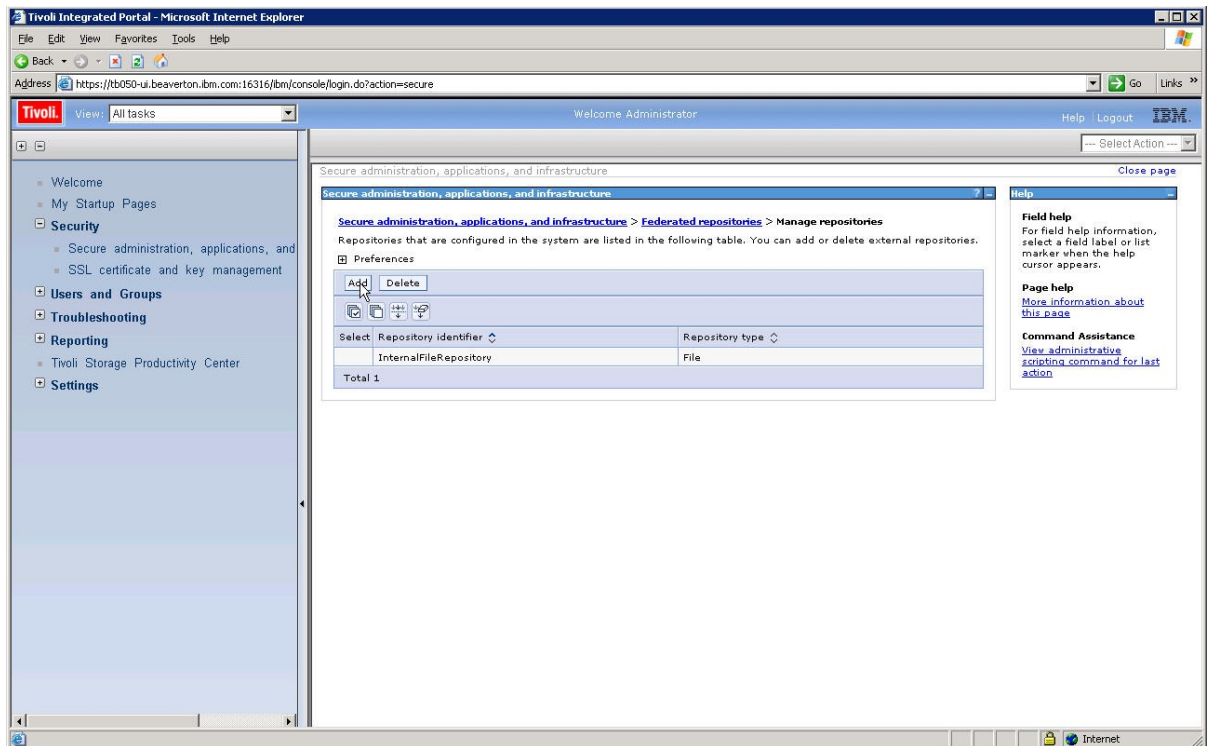 Tivoli Integrated Portal - Microsoft Internet Explorer
File Edit View Favorites Tools Help
Back
Address https://tb050-ui.beaverton.ibm.com:16316/ibm/console/login.do?action=secure Go Links »
Tivoli. View: All tasks Welcome Administrator Help Logout IBM.
--- Select Action ---
Secure administration, applications, and infrastructure Close page
Welcome
My Startup Pages
Security
Secure administration, applications, and
SSL certificate and key management
Users and Groups
Troubleshooting
Reporting
Tivoli Storage Productivity Center
Settings
Secure administration, applications, and infrastructure ? –
Secure administration, applications, and infrastructure > Federated repositories > Manage repositories
Repositories that are configured in the system are listed in the following table. You can add or delete external repositories.
Preferences
Add Delete
Select Repository identifier Repository type
InternalFileRepository File
Total 1
Help –
Field help
For field help information,
select a field label or list
marker when the help
cursor appears.
Page help
More information about
this page
Command Assistance
View administrative
scripting command for last
action
Internet